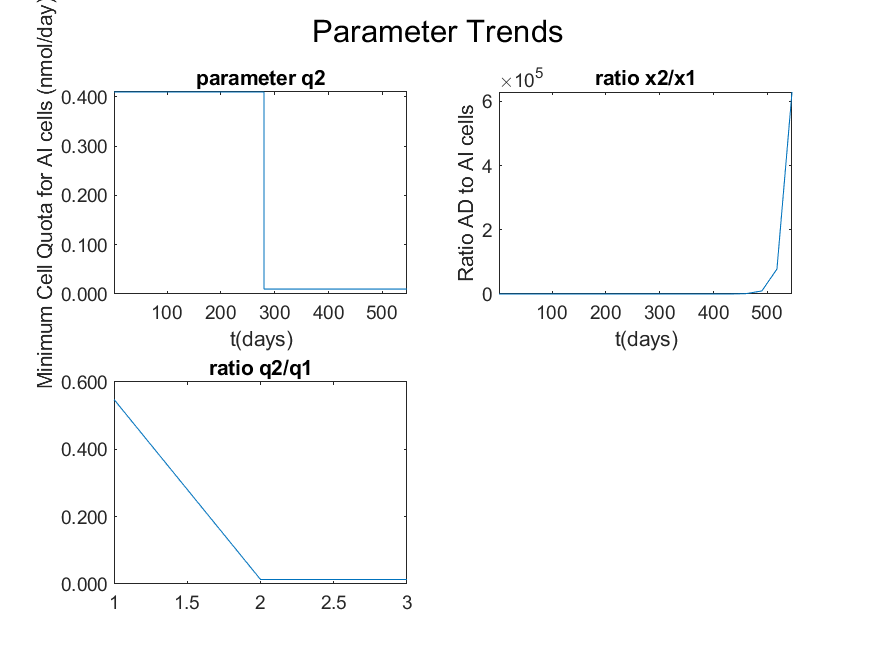 Parameter Trends
parameter q2
Minimum Cell Quota for AI cells (nmol/day)
0.400
0.300
0.200
0.100
0.000
100 200 300 400 500
t(days)
ratio x2/x1
×10^5
Ratio AD to AI cells
6
4
2
0
100 200 300 400 500
t(days)
ratio q2/q1
0.600
0.400
0.200
0.000
1 1.5 2 2.5 3